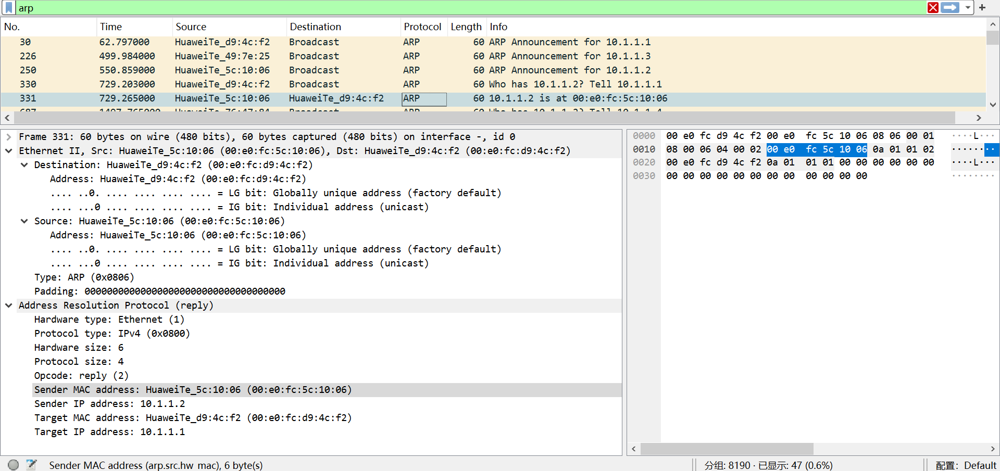 arp
No. Time Source Destination Protocol Length Info
30 62.797000 HuaweiTe_d9:4c:f2 Broadcast ARP 60 ARP Announcement for 10.1.1.1
226 499.984000 HuaweiTe_49:7e:25 Broadcast ARP 60 ARP Announcement for 10.1.1.3
250 550.859000 HuaweiTe_5c:10:06 Broadcast ARP 60 ARP Announcement for 10.1.1.2
330 729.203000 HuaweiTe_d9:4c:f2 Broadcast ARP 60 Who has 10.1.1.2? Tell 10.1.1.1
331 729.265000 HuaweiTe_5c:10:06 HuaweiTe_d9:4c:f2 ARP 60 10.1.1.2 is at 00:e0:fc:5c:10:06
Frame 331: 60 bytes on wire (480 bits), 60 bytes captured (480 bits) on interface -, id 0
Ethernet II, Src: HuaweiTe_5c:10:06 (00:e0:fc:5c:10:06), Dst: HuaweiTe_d9:4c:f2 (00:e0:fc:d9:4c:f2)
Destination: HuaweiTe_d9:4c:f2 (00:e0:fc:d9:4c:f2)
Address: HuaweiTe_d9:4c:f2 (00:e0:fc:d9:4c:f2)
.... ..0. .... .... .... .... = LG bit: Globally unique address (factory default)
.... ...0 .... .... .... .... = IG bit: Individual address (unicast)
Source: HuaweiTe_5c:10:06 (00:e0:fc:5c:10:06)
Address: HuaweiTe_5c:10:06 (00:e0:fc:5c:10:06)
.... ..0. .... .... .... .... = LG bit: Globally unique address (factory default)
.... ...0 .... .... .... .... = IG bit: Individual address (unicast)
Type: ARP (0x0806)
Padding: 000000000000000000000000000000000000
Address Resolution Protocol (reply)
Hardware type: Ethernet (1)
Protocol type: IPv4 (0x0800)
Hardware size: 6
Protocol size: 4
Opcode: reply (2)
Sender MAC address: HuaweiTe_5c:10:06 (00:e0:fc:5c:10:06)
Sender IP address: 10.1.1.2
Target MAC address: HuaweiTe_d9:4c:f2 (00:e0:fc:d9:4c:f2)
Target IP address: 10.1.1.1
0000 00 e0 fc d9 4c f2 00 e0 fc 5c 10 06 08 06 00 01 ····L···
0010 08 00 06 04 00 02 00 e0 fc 5c 10 06 0a 01 01 02 ········
0020 00 e0 fc d9 4c f2 0a 01 01 01 00 00 00 00 00 00 ····L···
0030 00 00 00 00 00 00 00 00 00 00 00 00 ········
Sender MAC address (arp.src.hw_mac), 6 byte(s)
分组: 8190 · 已显示: 47 (0.6%)
配置: Default